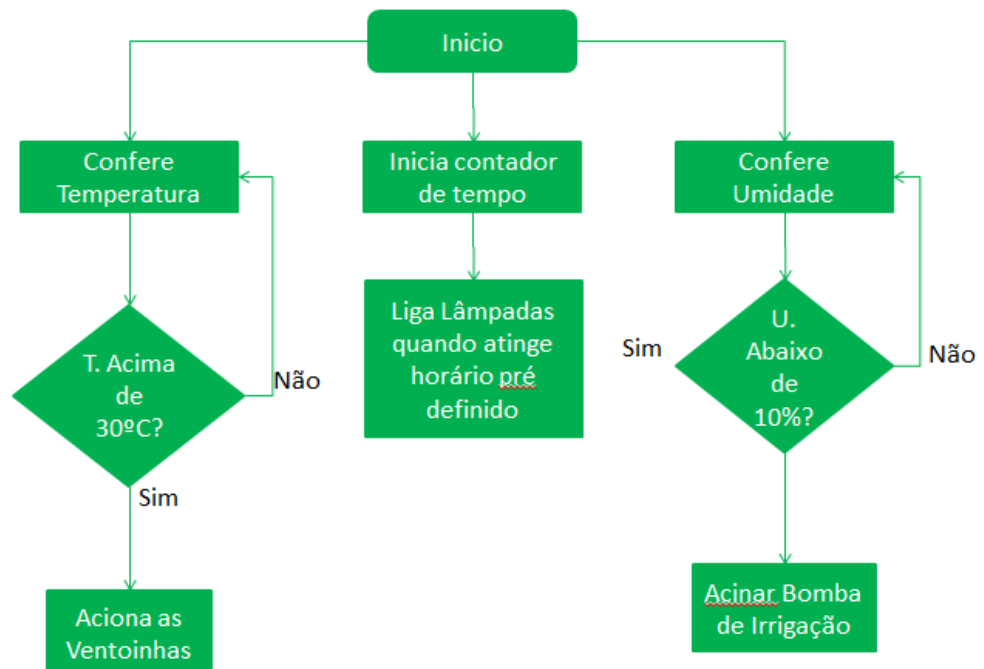 Inicio
Confere
Temperatura
Inicia contador
de tempo
Confere
Umidade
T. Acima
de
30ºC?
Não
Sim
Liga Lâmpadas
quando atinge
horário pré
definido
Sim
U.
Abaixo
de
10%?
Não
Aciona as
Ventoinhas
Acinar Bomba
de Irrigação